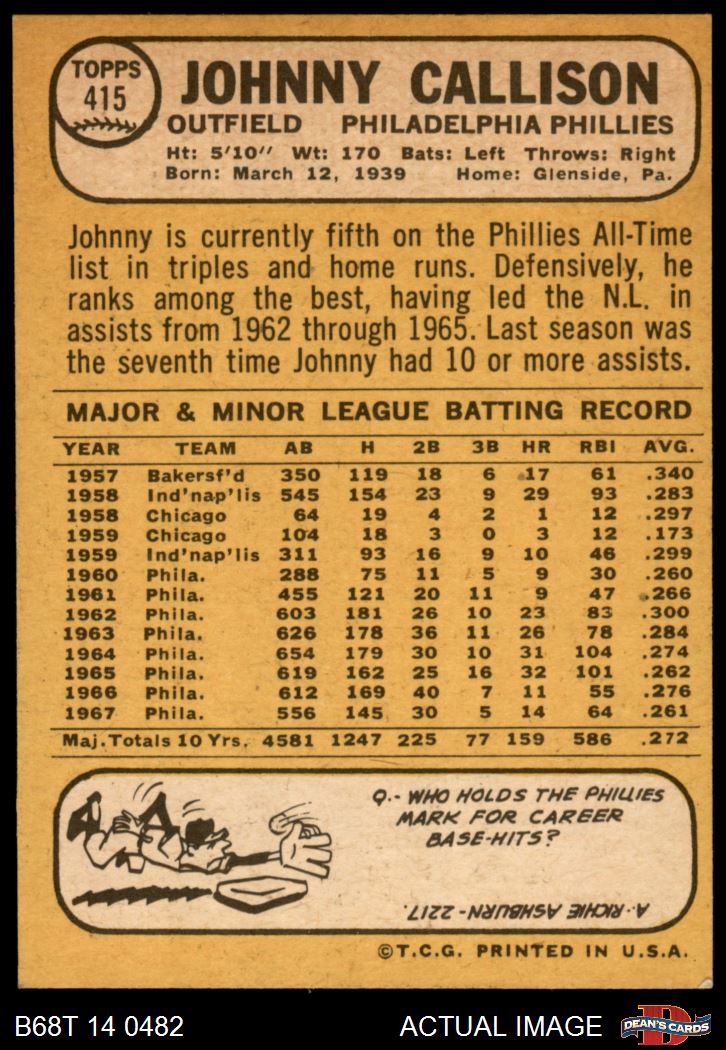 TOPPS
415
JOHNNY CALLISON
OUTFIELD PHILADELPHIA PHILLIES
Ht: 5'10" Wt: 170 Bats: Left Throws: Right
Born: March 12, 1939 Home: Glenside, Pa.
Johnny is currently fifth on the Phillies All-Time
list in triples and home runs. Defensively, he
ranks among the best, having led the N.L. in
assists from 1962 through 1965. Last season was
the seventh time Johnny had 10 or more assists.
MAJOR & MINOR LEAGUE BATTING RECORD
YEAR TEAM AB H 2B 3B HR RBI AVG.
1957 Bakersf'd 350 119 18 6 17 61 .340
1958 Ind'nap'lis 545 154 23 9 29 93 .283
1958 Chicago 64 19 4 2 1 12 .297
1959 Chicago 104 18 3 0 3 12 .173
1959 Ind'nap'lis 311 93 16 9 10 46 .299
1960 Phila. 288 75 11 5 9 30 .260
1961 Phila. 455 121 20 11 9 47 .266
1962 Phila. 603 181 26 10 23 83 .300
1963 Phila. 626 178 36 11 26 78 .284
1964 Phila. 654 179 30 10 31 104 .274
1965 Phila. 619 162 25 16 32 101 .262
1966 Phila. 612 169 40 7 11 55 .276
1967 Phila. 556 145 30 5 14 64 .261
Maj. Totals 10 Yrs. 4581 1247 225 77 159 586 .272
Q.- WHO HOLDS THE PHILLIES
MARK FOR CAREER
BASE-HITS?
A. RICHIE ASHBURN - 2217.
©T.C.G. PRINTED IN U.S.A.
B68T 14 0482 ACTUAL IMAGE
D
DEAN'S CARDS